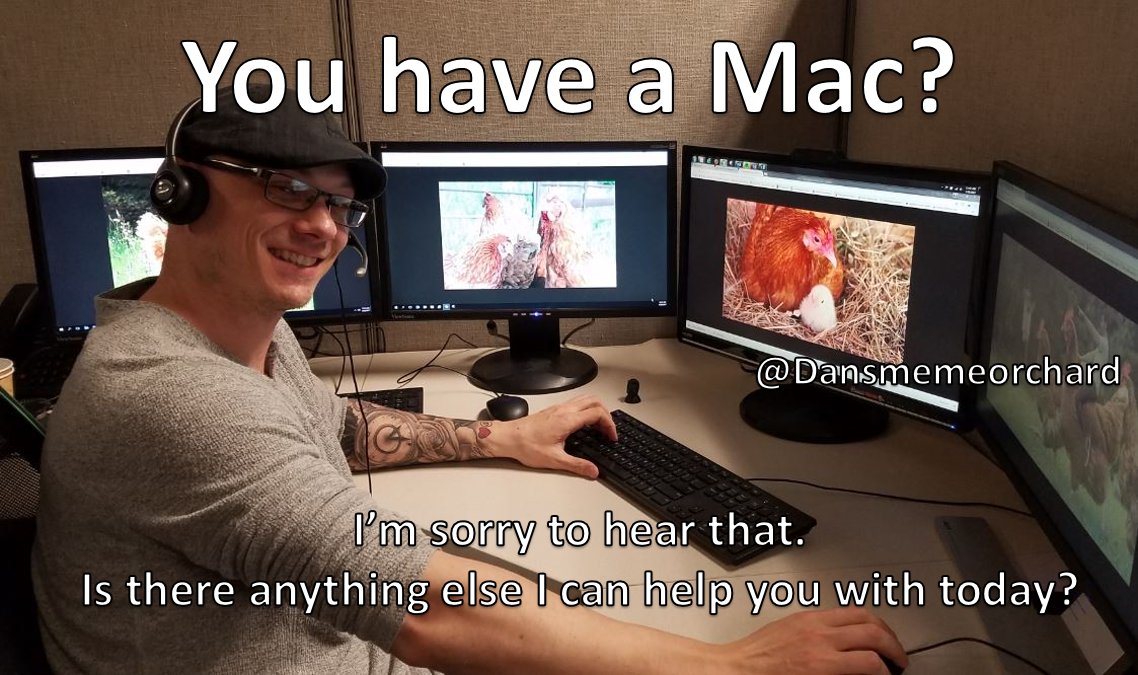 You have a Mac?
@Dansmemeorchard
I'm sorry to hear that.
Is there anything else I can help you with today?